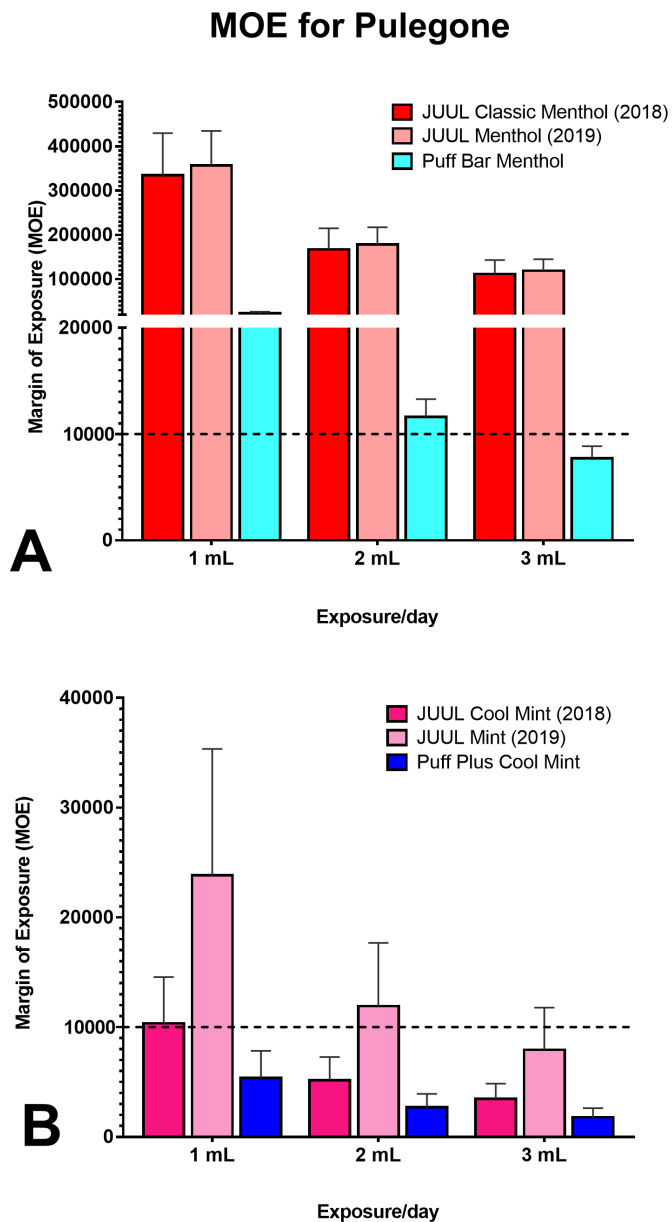 MOE for Pulegone
500000
400000
300000
200000
100000
20000
10000
0
Margin of Exposure (MOE)
JUUL Classic Menthol (2018)
JUUL Menthol (2019)
Puff Bar Menthol
A
1 mL
2 mL
3 mL
Exposure/day
40000
30000
20000
10000
0
Margin of Exposure (MOE)
JUUL Cool Mint (2018)
JUUL Mint (2019)
Puff Plus Cool Mint
B
1 mL
2 mL
3 mL
Exposure/day